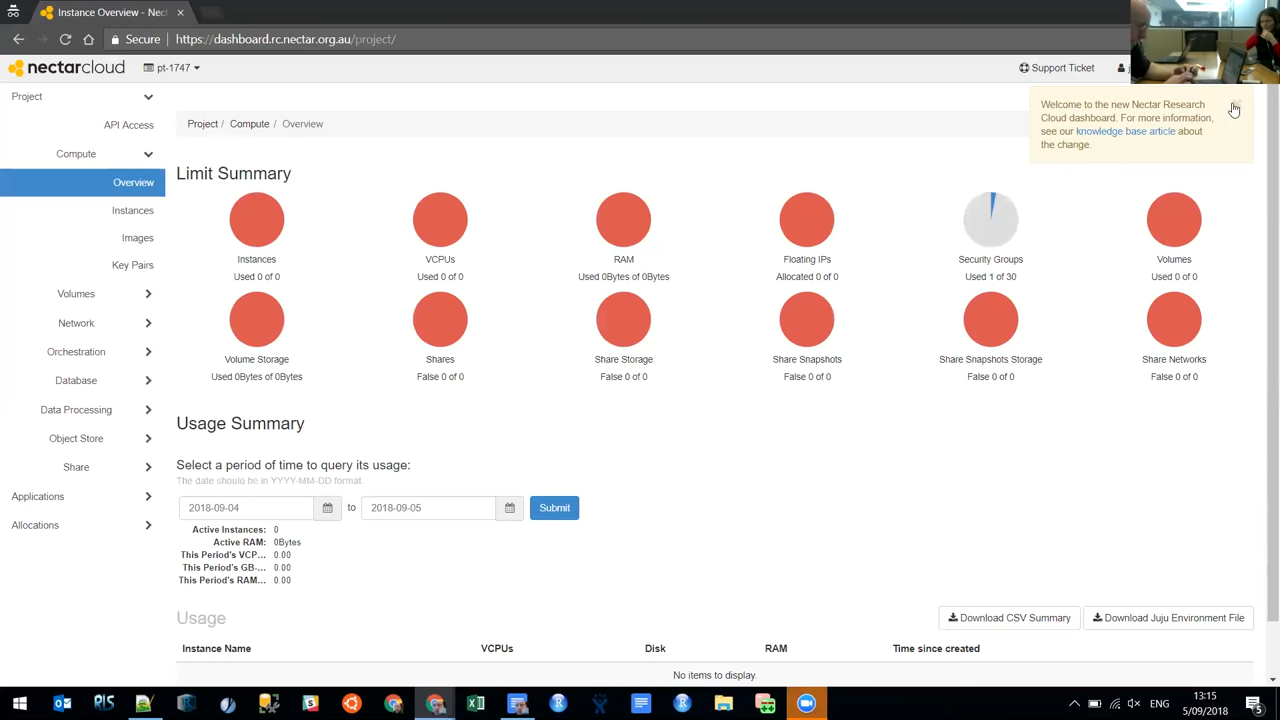 Instance Overview - Nect
Secure
https://dashboard.rc.nectar.org.au/project/
nectarcloud
pt-1747
Support Ticket
Project
API Access
Compute
Overview
Instances
Images
Key Pairs
Volumes
Network
Orchestration
Database
Data Processing
Object Store
Share
Applications
Allocations
Project / Compute / Overview
Welcome to the new Nectar Research
Cloud dashboard. For more information,
see our knowledge base article about
the change.
Limit Summary
Instances
Used 0 of 0
VCPUs
Used 0 of 0
RAM
Used 0Bytes of 0Bytes
Floating IPs
Allocated 0 of 0
Security Groups
Used 1 of 30
Volumes
Used 0 of 0
Volume Storage
Used 0Bytes of 0Bytes
Shares
False 0 of 0
Share Storage
False 0 of 0
Share Snapshots
False 0 of 0
Share Snapshots Storage
False 0 of 0
Share Networks
False 0 of 0
Usage Summary
Select a period of time to query its usage:
The date should be in YYYY-MM-DD format.
2018-09-04 to 2018-09-05 Submit
Active Instances: 0
Active RAM: 0Bytes
This Period's VCP... 0.00
This Period's GB-... 0.00
This Period's RAM... 0.00
Usage
Download CSV Summary
Download Juju Environment File
Instance Name VCPUs Disk RAM Time since created
No items to display.
ENG
13:15
5/09/2018
5